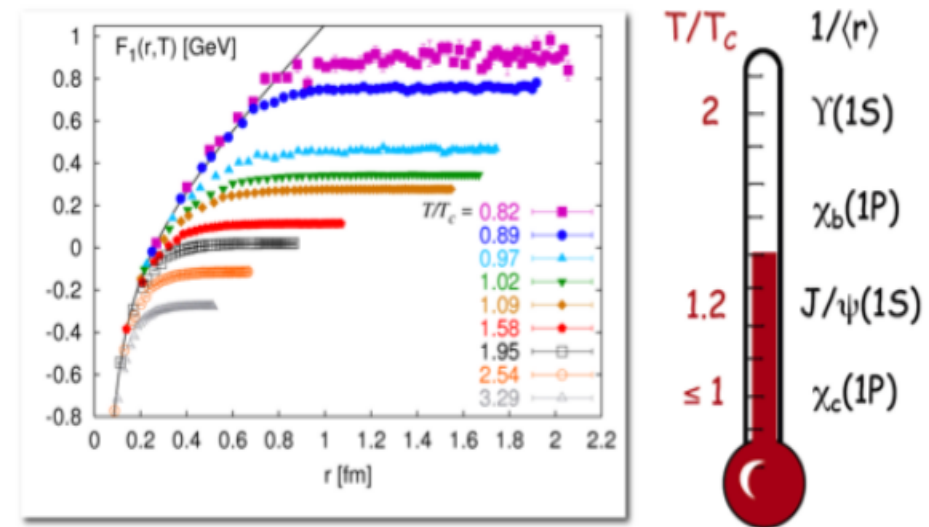 F₁(r,T) [GeV]
1
0.8
0.6
0.4
0.2
0
-0.2
-0.4
-0.6
-0.8
0 0.2 0.4 0.6 0.8 1 1.2 1.4 1.6 1.8 2 2.2
r [fm]
T/Tc = 0.82
0.89
0.97
1.02
1.09
1.58
1.95
2.54
3.29
T/Tc 1/⟨r⟩
2 ϒ(1S)
χb(1P)
1.2 J/ψ(1S)
≤ 1 χc(1P)